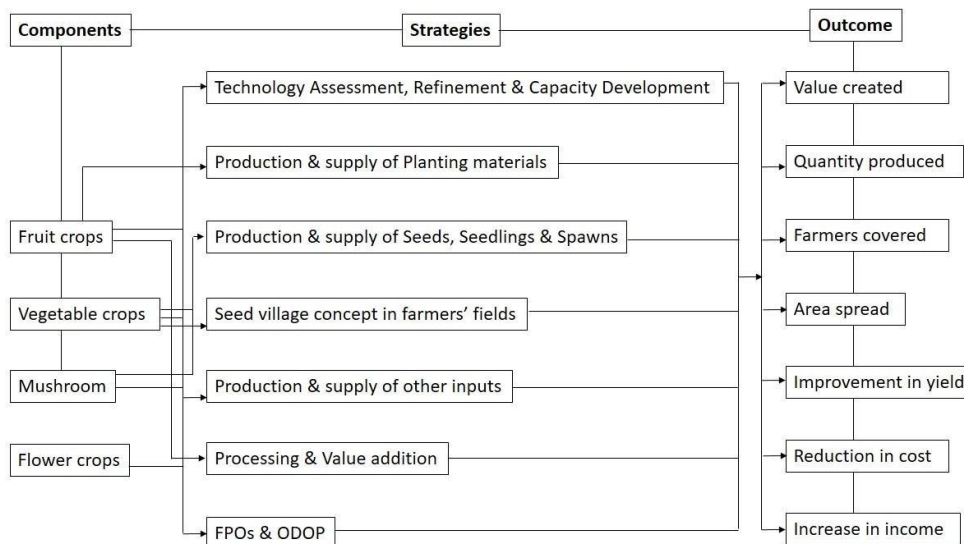 Components
Strategies
Outcome
Technology Assessment, Refinement & Capacity Development
Value created
Production & supply of Planting materials
Quantity produced
Fruit crops
Production & supply of Seeds, Seedlings & Spawns
Farmers covered
Vegetable crops
Seed village concept in farmers’ fields
Area spread
Mushroom
Production & supply of other inputs
Improvement in yield
Flower crops
Processing & Value addition
Reduction in cost
FPOs & ODOP
Increase in income